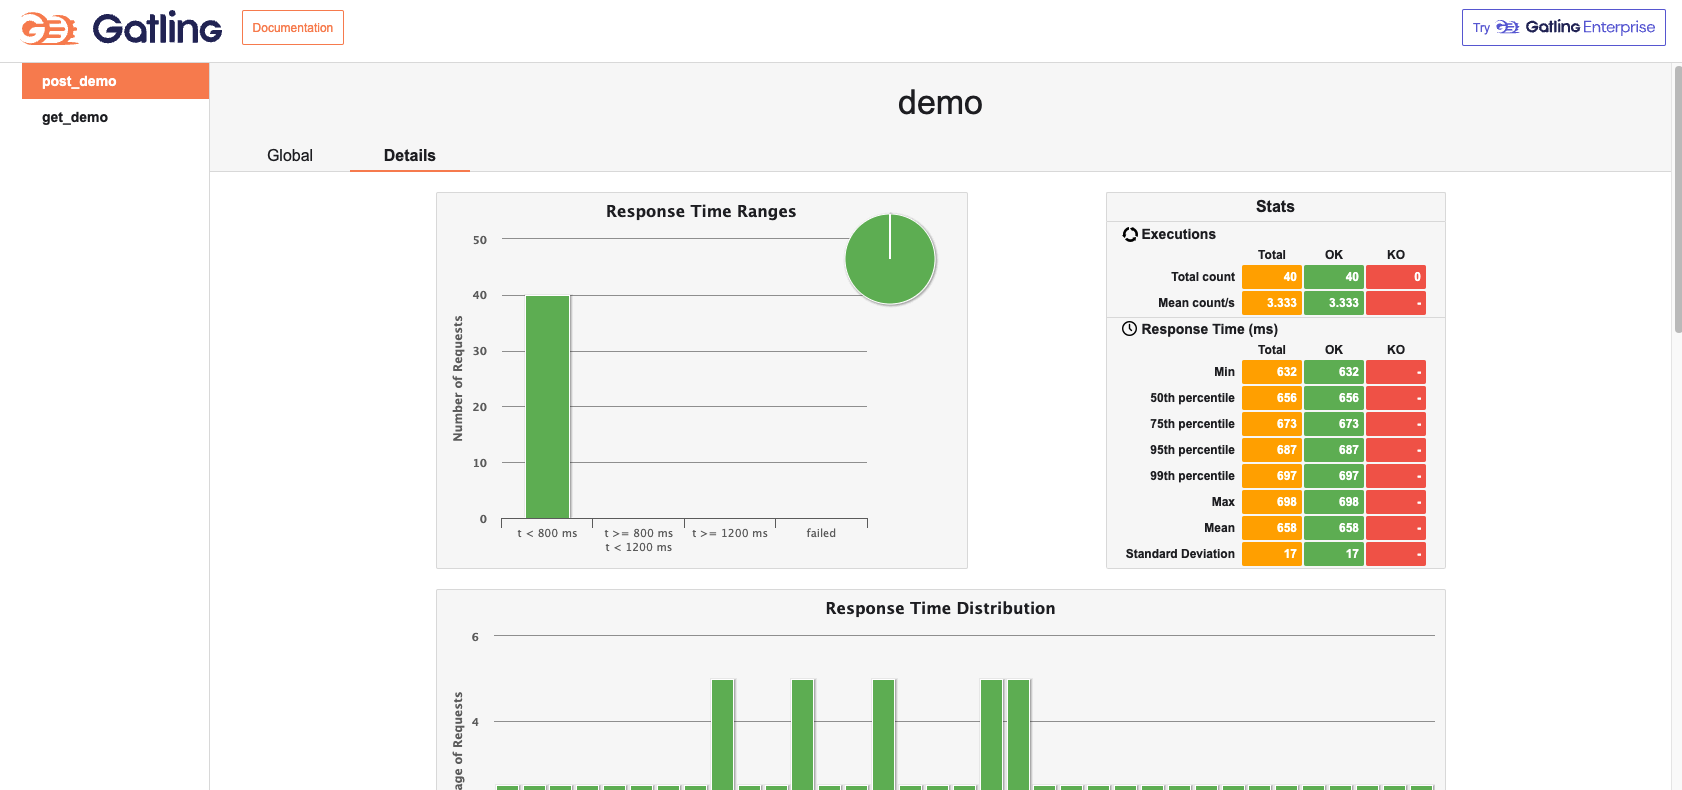 Gatling
Documentation
Try Gatling Enterprise
post_demo
get_demo
demo
Global
Details
Response Time Ranges
50
40
30
20
10
0
Number of Requests
t < 800 ms
t >= 800 ms
t < 1200 ms
t >= 1200 ms
failed
Stats
Executions
Total OK KO
Total count 40 40 0
Mean count/s 3.333 3.333 -
Response Time (ms)
Total OK KO
Min 632 632 -
50th percentile 656 656 -
75th percentile 673 673 -
95th percentile 687 687 -
99th percentile 697 697 -
Max 698 698 -
Mean 658 658 -
Standard Deviation 17 17 -
Response Time Distribution
6
4
age of Requests